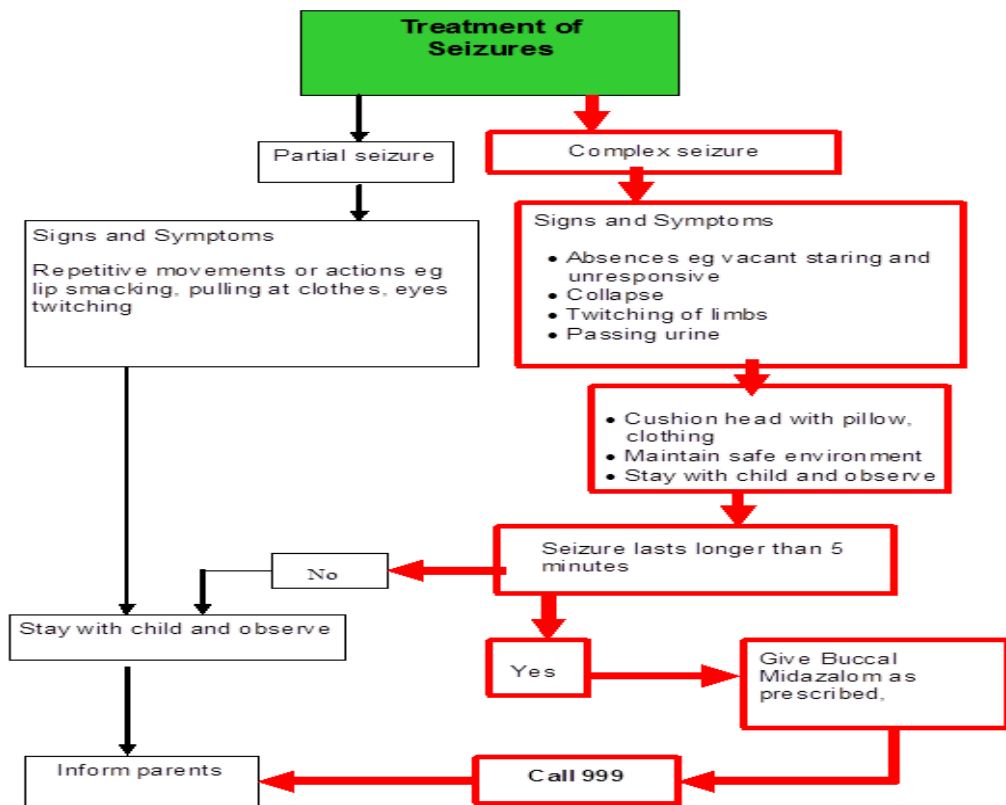 Treatment of
Seizures
Partial seizure
Complex seizure
Signs and Symptoms
Repetitive movements or actions eg
lip smacking, pulling at clothes, eyes
twitching
Signs and Symptoms
• Absences eg vacant staring and
unresponsive
• Collapse
• Twitching of limbs
• Passing urine
• Cushion head with pillow,
clothing
• Maintain safe environment
• Stay with child and observe
Seizure lasts longer than 5
minutes
No
Stay with child and observe
Yes
Give Buccal
Midazalom as
prescribed,
Call 999
Inform parents